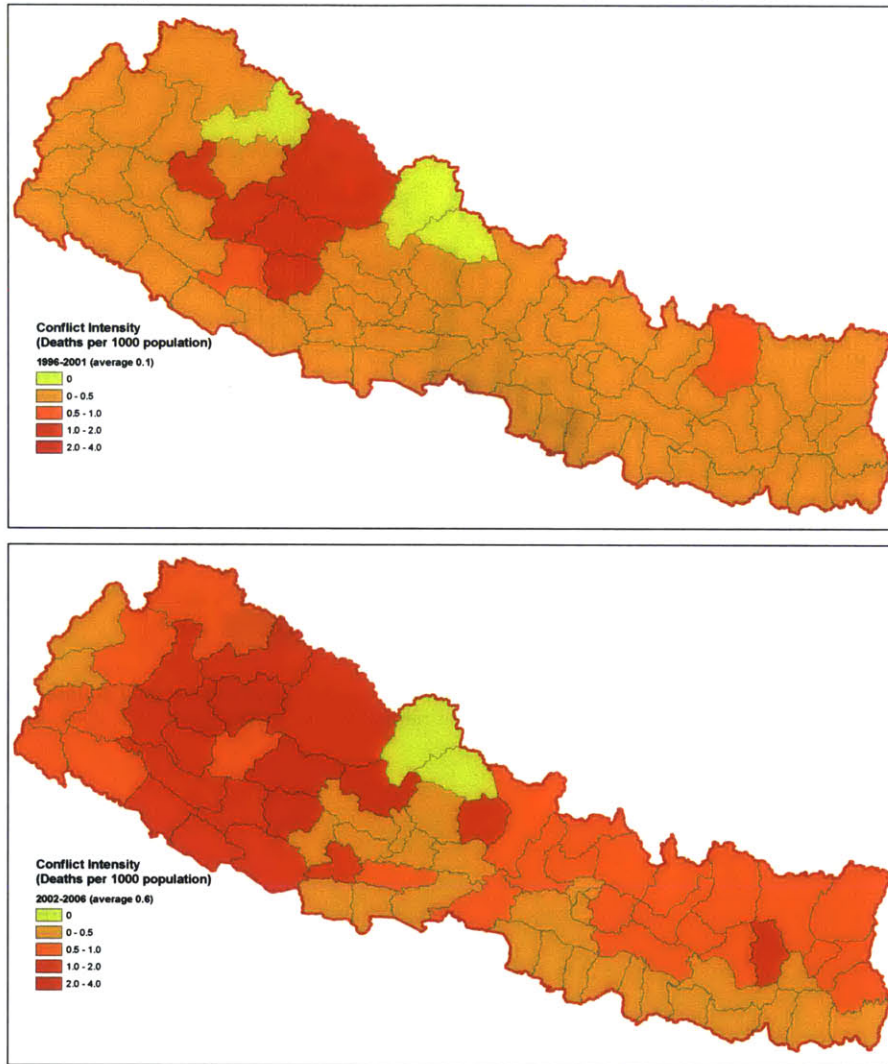 Conflict Intensity
(Deaths per 1000 population)
1996-2001 (average 0.1)
0
0 - 0.5
0.5 - 1.0
1.0 - 2.0
2.0 - 4.0
Conflict Intensity
(Deaths per 1000 population)
2002-2006 (average 0.6)
0
0 - 0.5
0.5 - 1.0
1.0 - 2.0
2.0 - 4.0